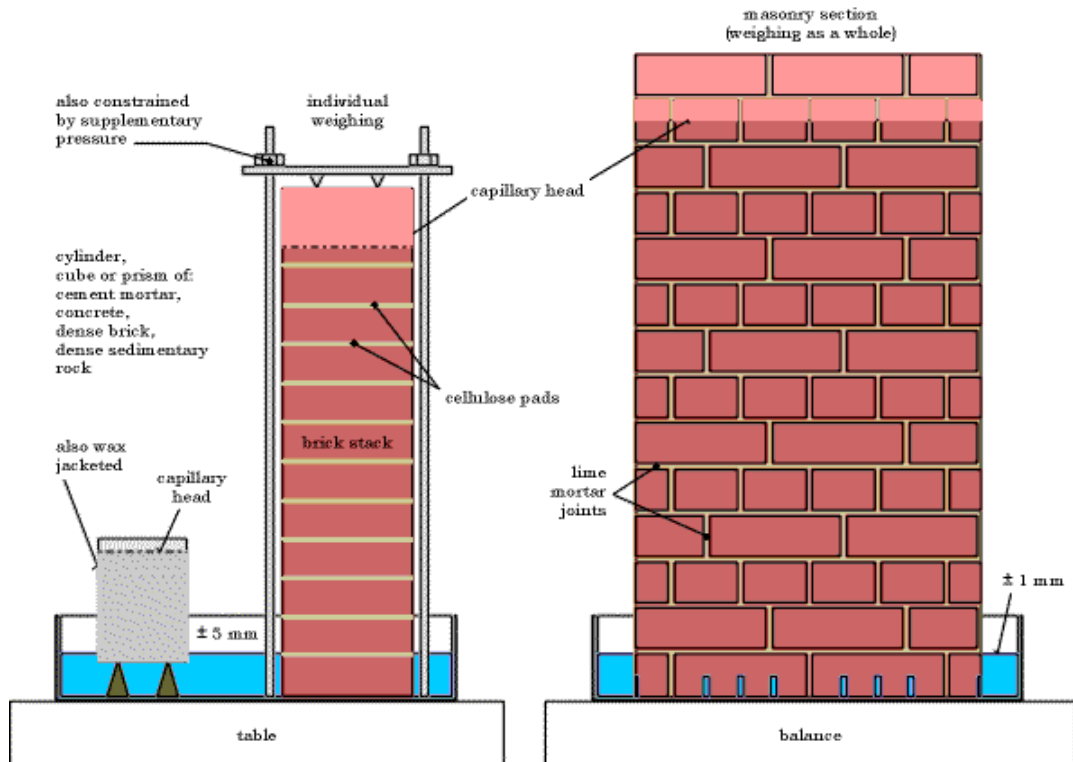 masonry section
(weighing as a whole)
also constrained
by supplementary
pressure
individual
weighing
capillary head
cylinder,
cube or prism of:
cement mortar,
concrete,
dense brick,
dense sedimentary
rock
cellulose pads
brick stack
also wax
jacketed
capillary
head
lime
mortar
joints
± 1 mm
± 5 mm
table
balance